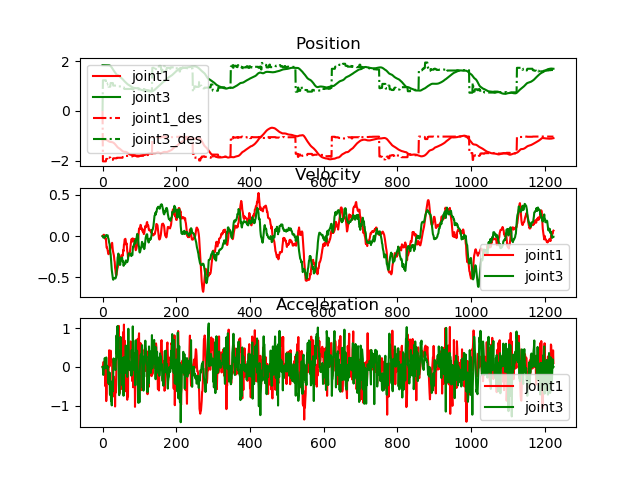 Position
2
0
−2
joint1
joint3
joint1_des
joint3_des
0 200 400 600 800 1000 1200
Velocity
0.5
0.0
−0.5
joint1
joint3
0 200 400 600 800 1000 1200
Acceleration
1
0
−1
joint1
joint3
0 200 400 600 800 1000 1200